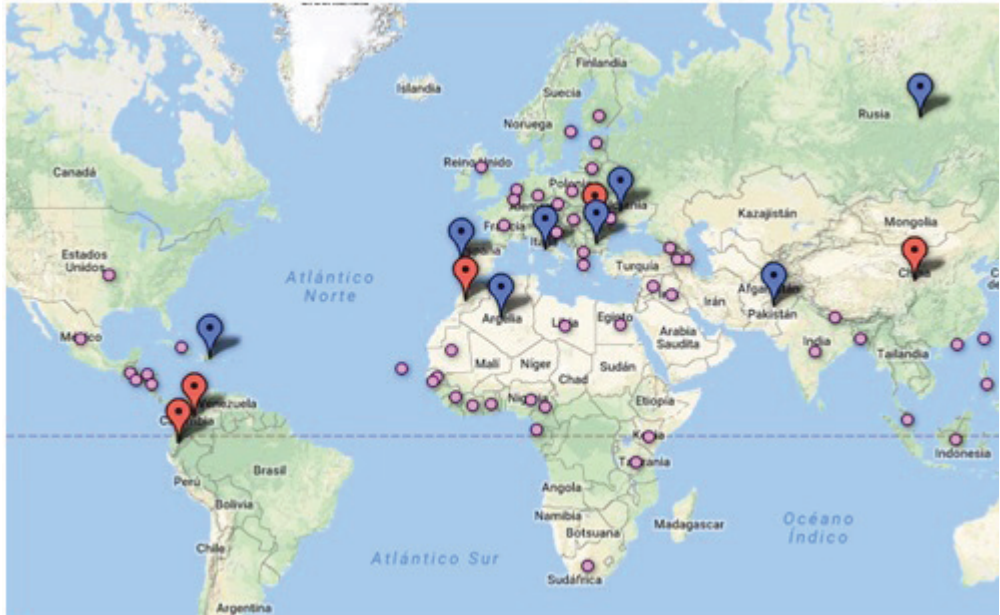 Islandia
Finlandia
Suecia
Noruega
Rusia
Canadá
Reino Unido
Polonia
Kazajistán
Mongolia
Francia
Estados
Unidos
Atlántico
Norte
Turquía
China
Afganistán
Irán
Pakistán
Argelia
Libia
Egipto
Arabia
Saudita
México
India
Tailandia
Malí
Níger
Sudán
Chad
Venezuela
Nigeria
Etiopía
Colombia
Kenia
Indonesia
Tanzania
Perú
Brasil
Angola
Bolivia
Namibia
Botsuana
Madagascar
Océano
Índico
Chile
Atlántico Sur
Sudáfrica
Argentina